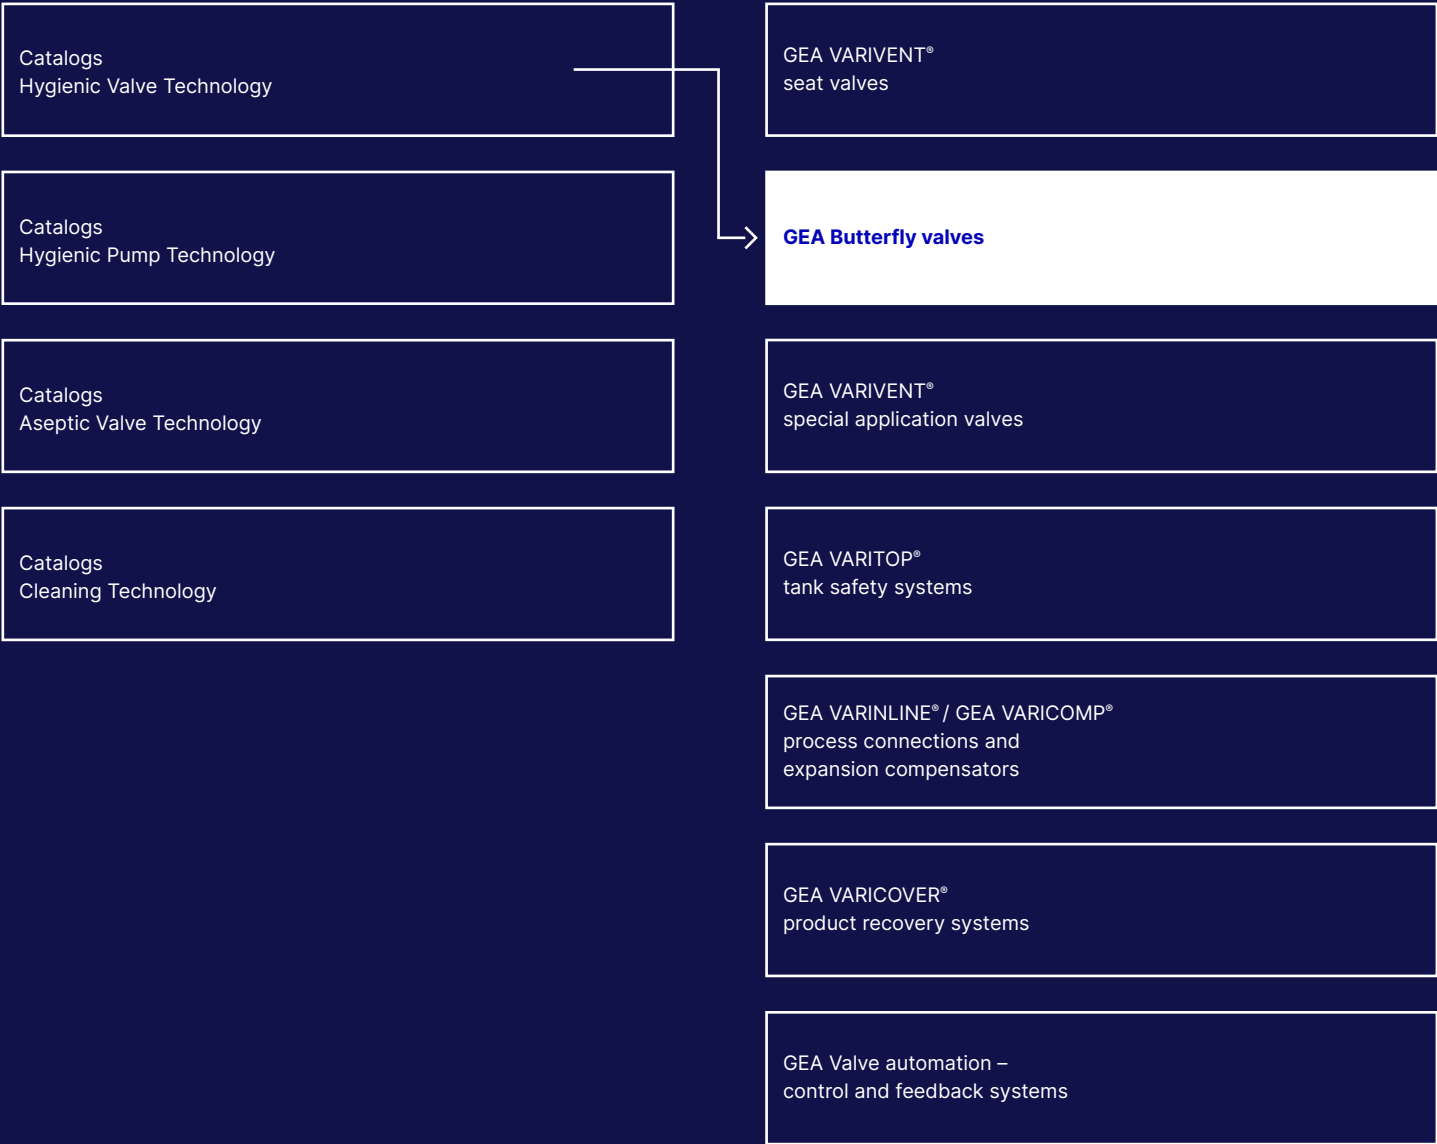 Catalogs
Hygienic Valve Technology
Catalogs
Hygienic Pump Technology
Catalogs
Aseptic Valve Technology
Catalogs
Cleaning Technology
GEA VARIVENT®
seat valves
GEA Butterfly valves
GEA VARIVENT®
special application valves
GEA VARITOP®
tank safety systems
GEA VARINLINE® / GEA VARICOMP®
process connections and
expansion compensators
GEA VARICOVER®
product recovery systems
GEA Valve automation –
control and feedback systems